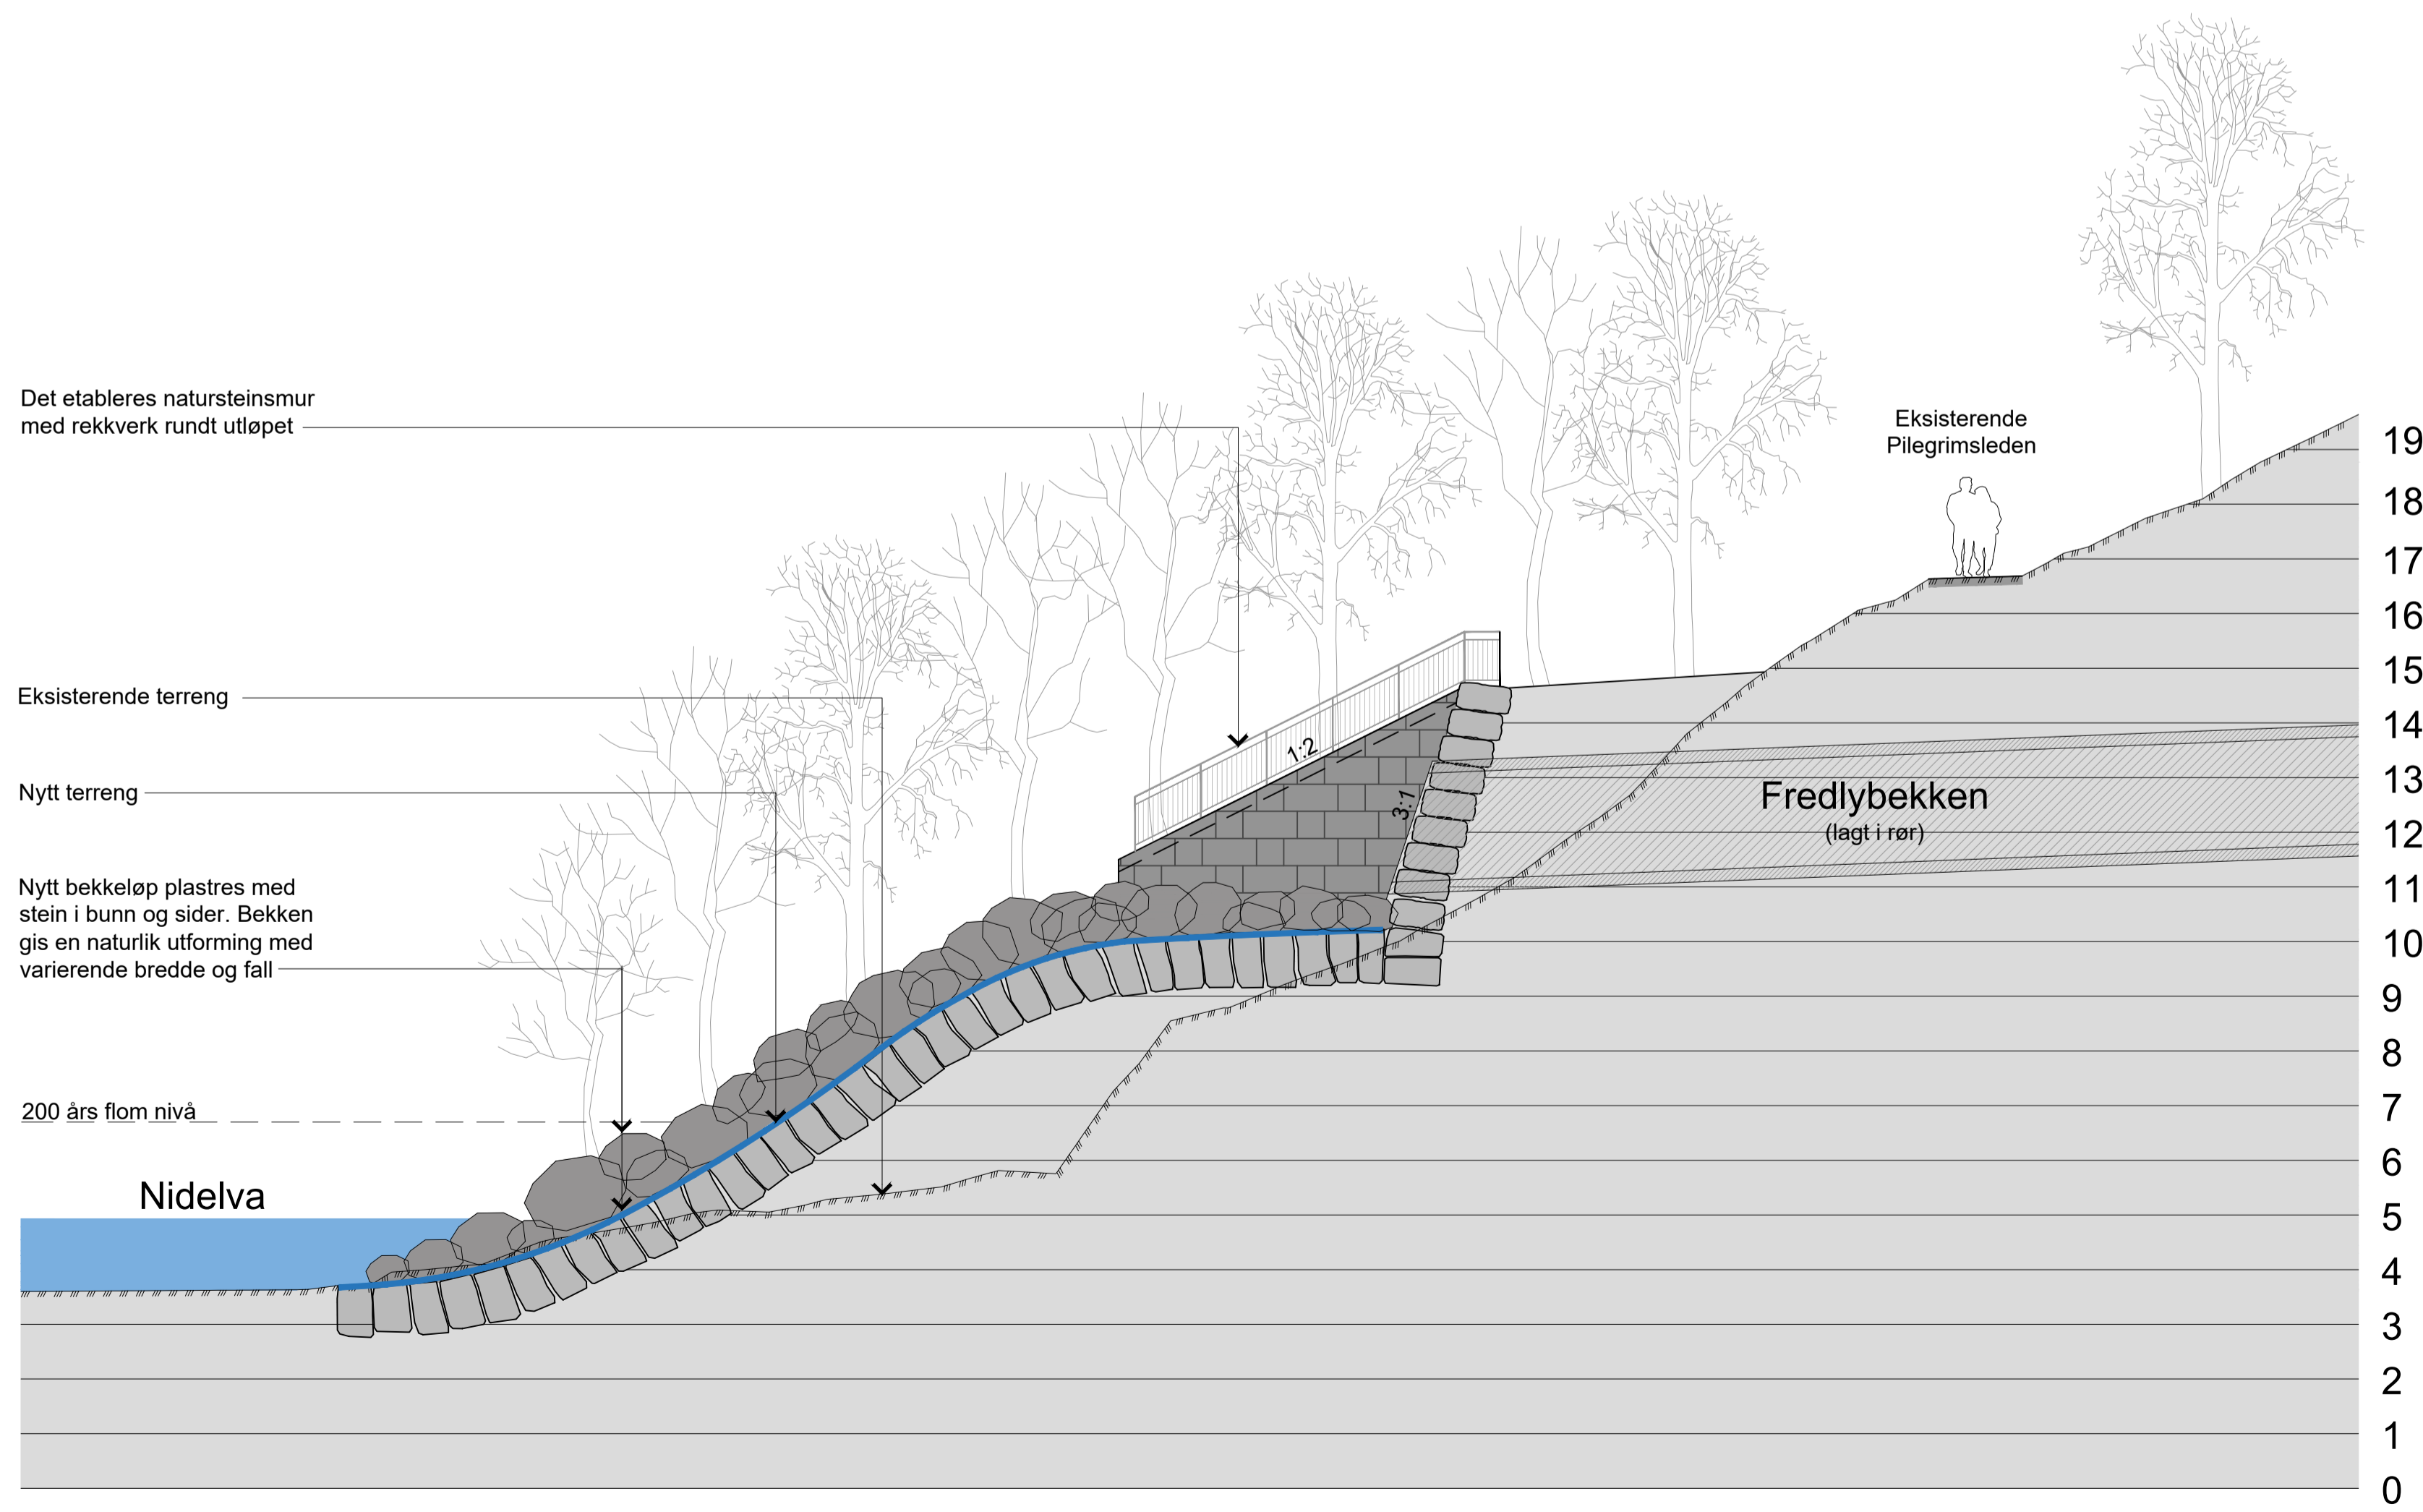 Det etableres natursteinsmur
med rekkverk rundt utløpet
Eksisterende
Pilegrimsleden
Eksisterende terreng
Nytt terreng
Nytt bekkeløp plastres med
stein i bunn og sider. Bekken
gis en naturlik utforming med
varierende bredde og fall
200 års flom nivå
Nidelva
1:2
3:1
Fredlybekken
(lagt i rør)
19
18
17
16
15
14
13
12
11
10
9
8
7
6
5
4
3
2
1
0